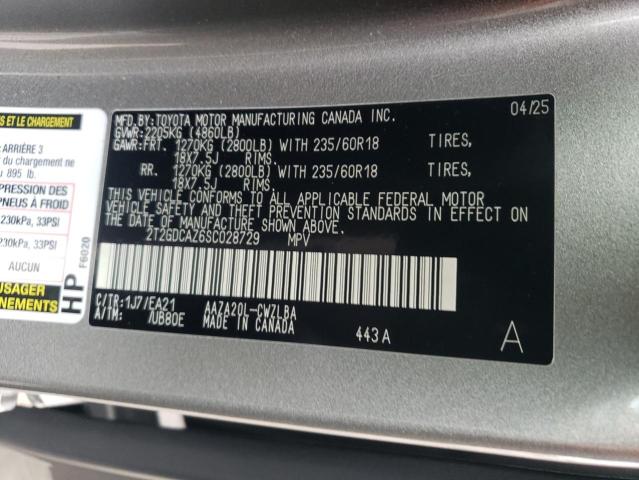 S ET LE CHARGEMENT
ARRIÈRE 3
t du chargement ne
u 895 lb.
PRESSION DES
PNEUS À FROID
230kPa, 33PSI
230kPa, 33PSI
AUCUN
USAGER
GNEMENTS
HP
F6020
MFD.BY:TOYOTA MOTOR MANUFACTURING CANADA INC. 04/25
GVWR:2205KG (4860LB)
GAWR:FRT. 1270KG (2800LB) WITH 235/60R18 TIRES,
18X7.5J RIMS.
RR. 1270KG (2800LB) WITH 235/60R18 TIRES,
18X7.5J RIMS.
THIS VEHICLE CONFORMS TO ALL APPLICABLE FEDERAL MOTOR
VEHICLE SAFETY AND THEFT PREVENTION STANDARDS IN EFFECT ON
THE DATE OF MANUFACTURE SHOWN ABOVE.
2T2GDCAZ6SC028729 MPV
C/TR:1J7/EA21 AAZA20L-CWZLBA
A/TM: /UB80E MADE IN CANADA 443A A